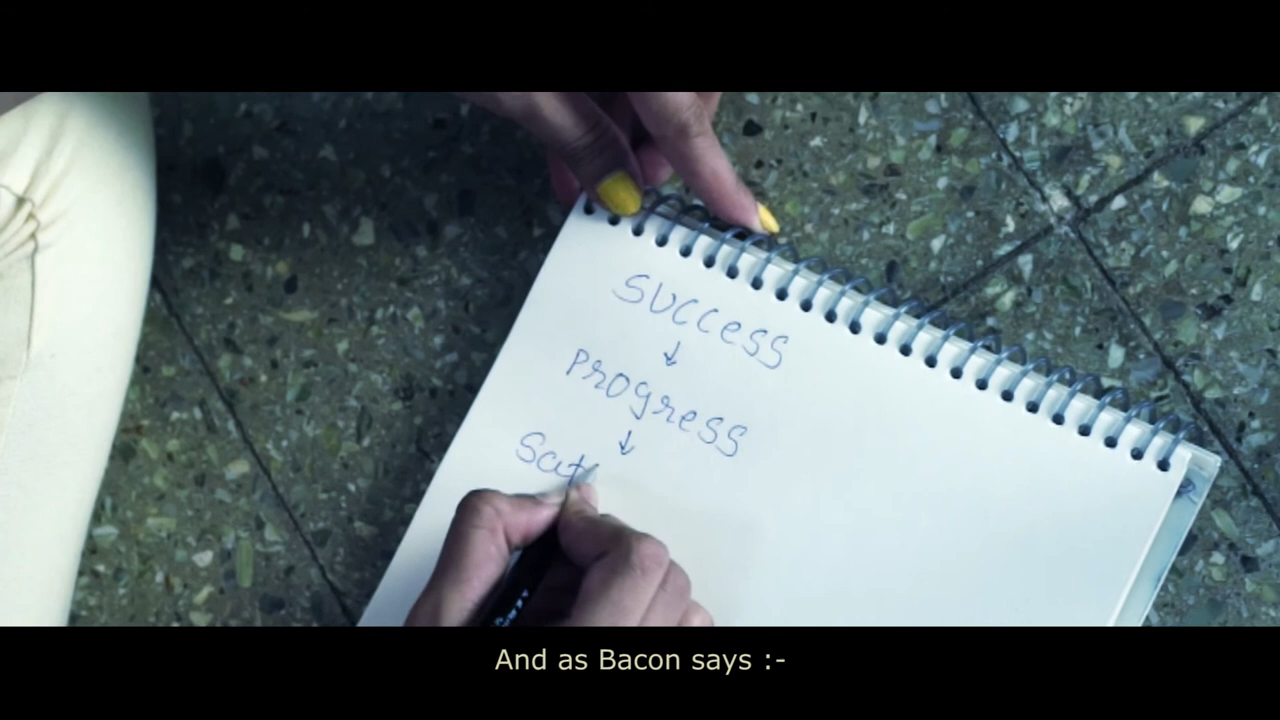 SUCCESS
↓
Progress
↓
Sat
And as Bacon says :-